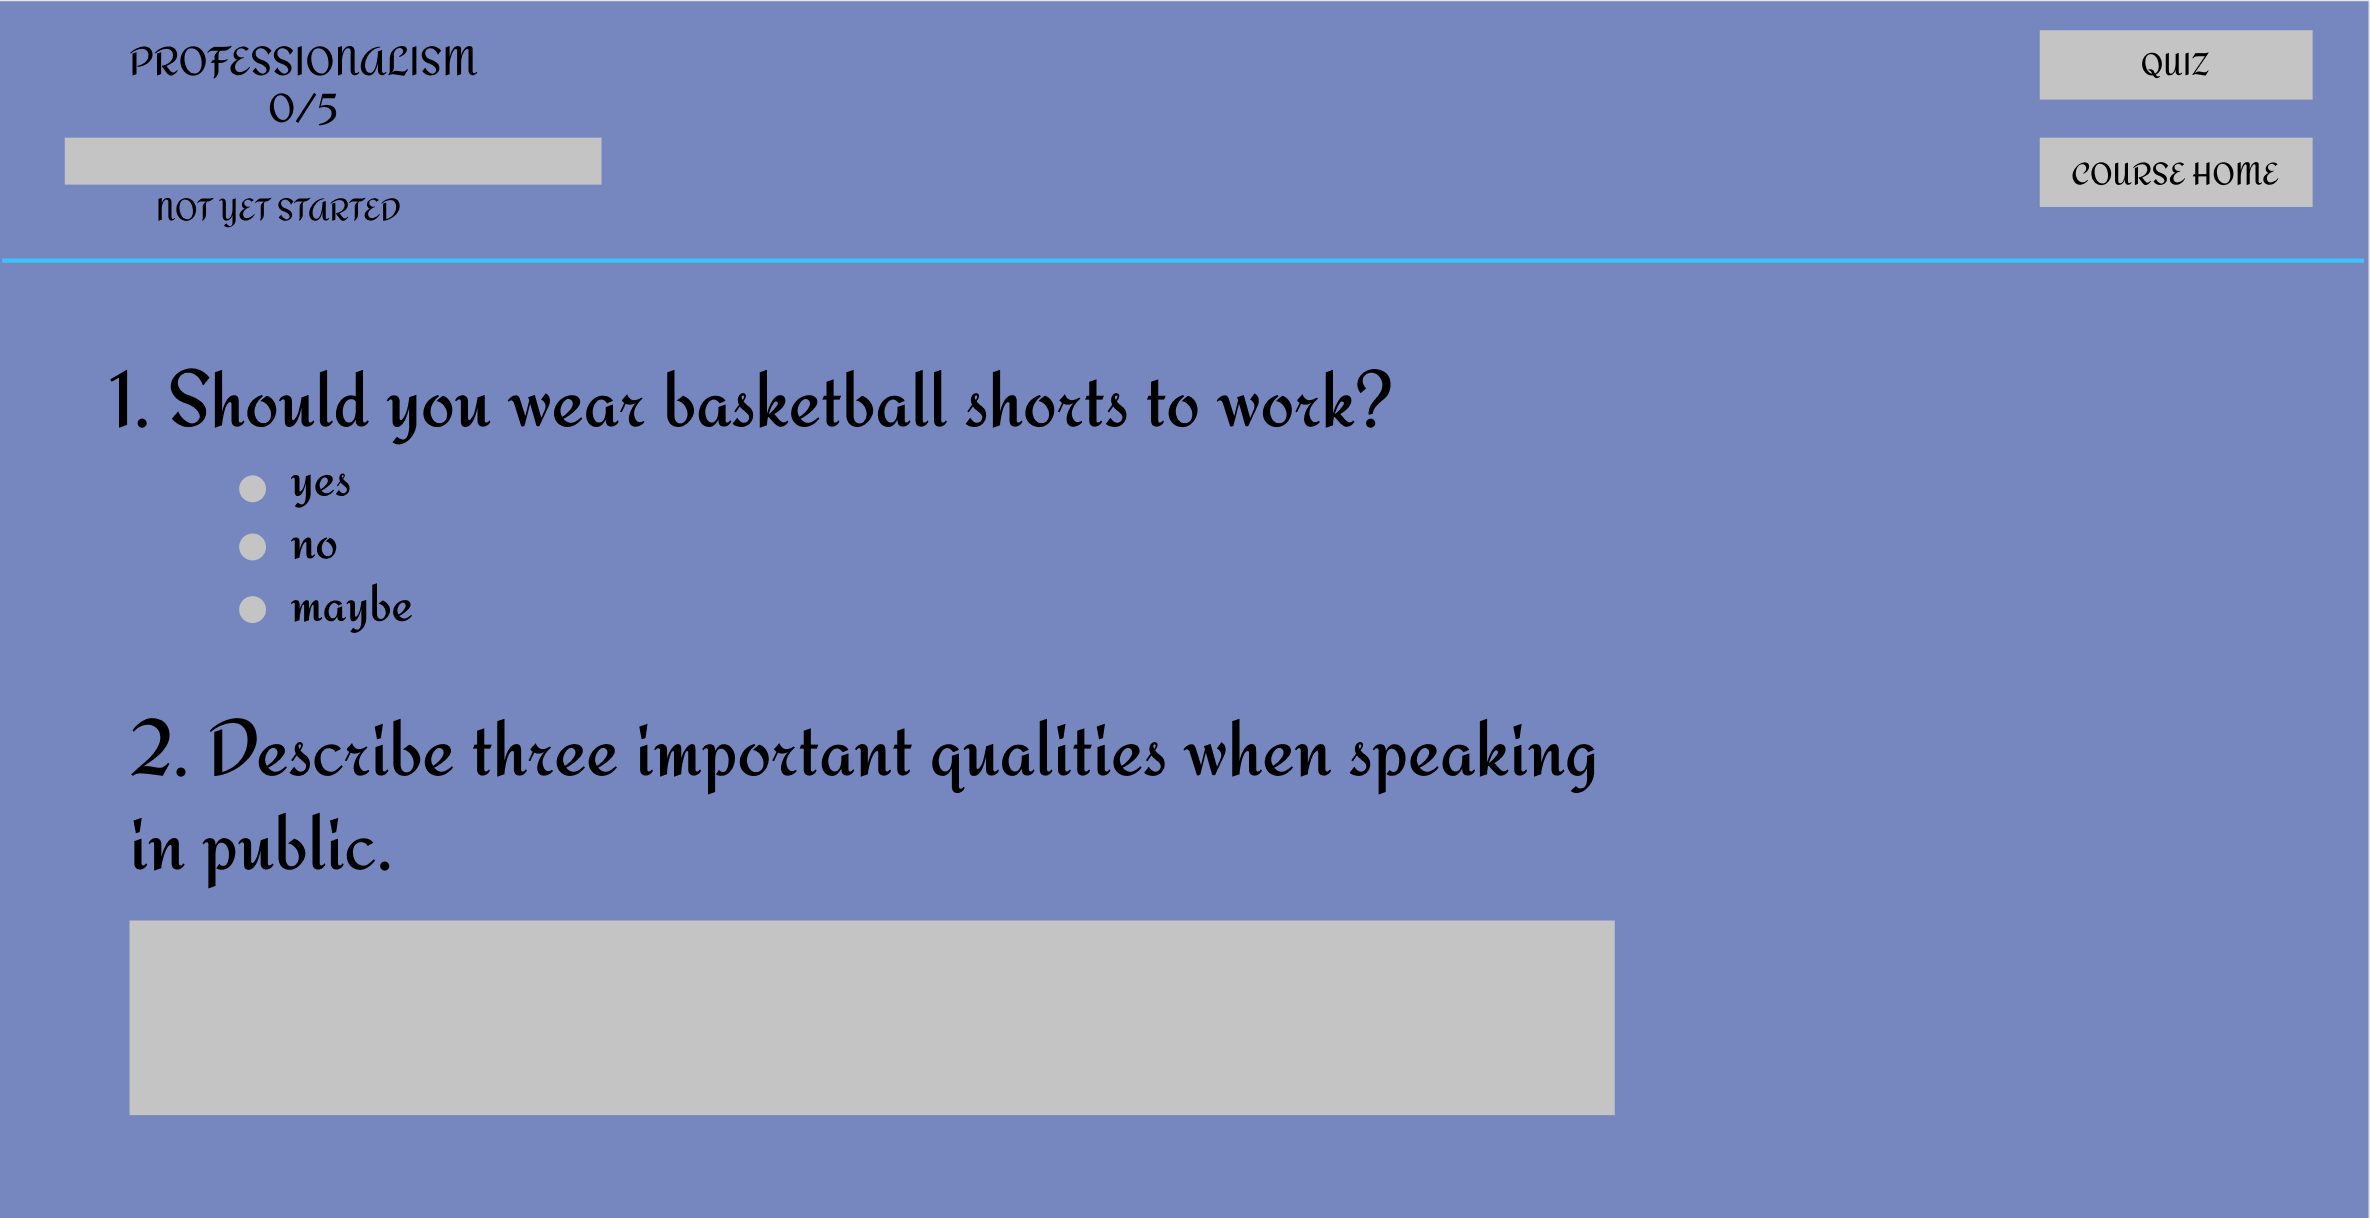 PROFESSIONALISM
0/5
NOT YET STARTED
QUIZ
COURSE HOME
1. Should you wear basketball shorts to work?
yes
no
maybe
2. Describe three important qualities when speaking
in public.